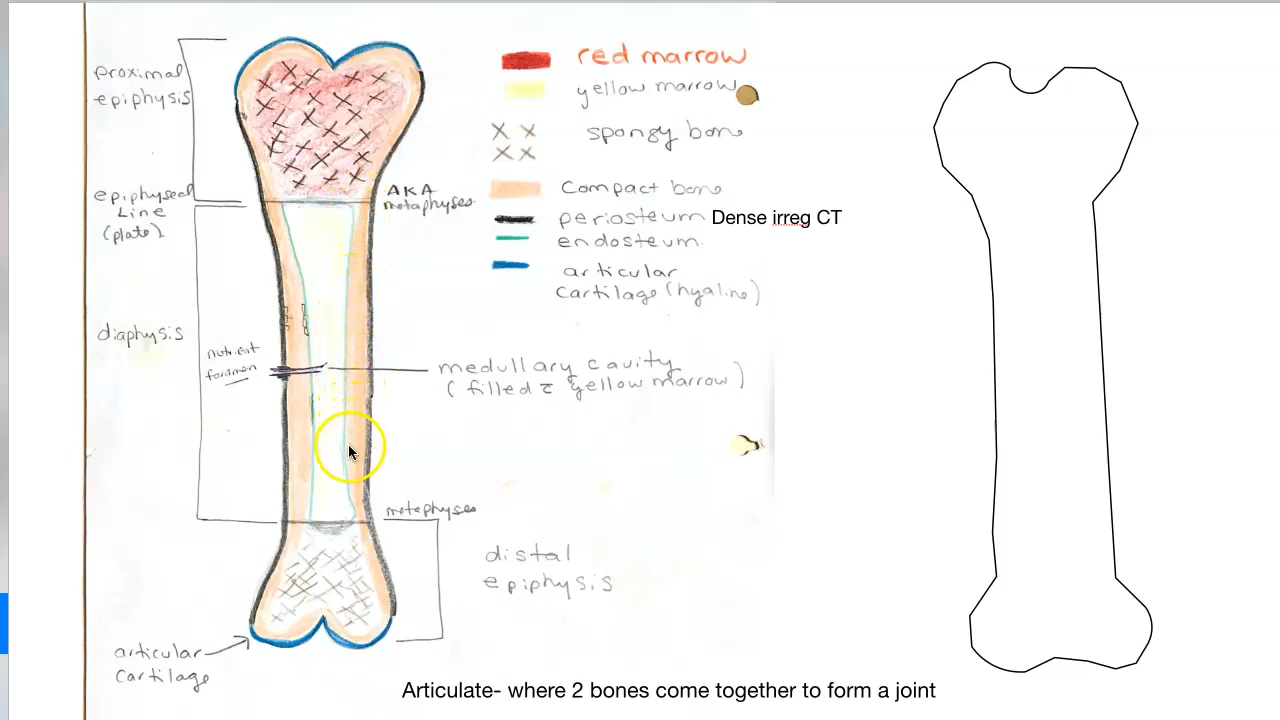 proximal
epiphysis
epiphyseal
Line
(plate)
diaphysis
nutrient
foramen
articular
cartilage
AKA
metaphyses
medullary cavity
(filled c yellow marrow)
metaphyses
distal
epiphysis
red marrow
yellow marrow
spongy bone
Compact bone
periosteum Dense irreg CT
endosteum
articular
cartilage (hyaline)
Articulate- where 2 bones come together to form a joint